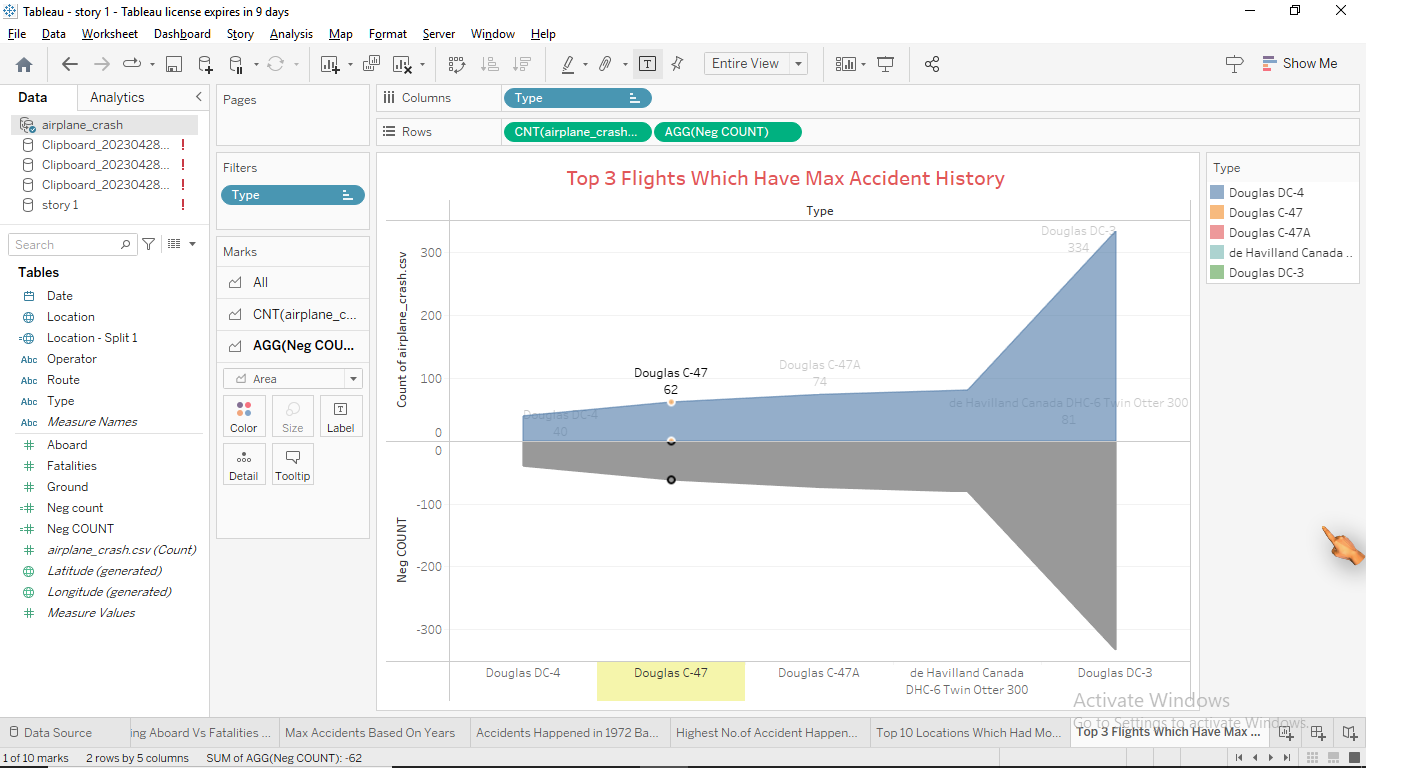 Tableau - story 1 - Tableau license expires in 9 days
File Data Worksheet Dashboard Story Analysis Map Format Server Window Help
Entire View
Show Me
Data Analytics
airplane_crash
Clipboard_20230428...
Clipboard_20230428...
Clipboard_20230428...
story 1
Search
Tables
Date
Location
Location - Split 1
Abc Operator
Abc Route
Abc Type
Abc Measure Names
Aboard
Fatalities
Ground
Neg count
Neg COUNT
airplane_crash.csv (Count)
Latitude (generated)
Longitude (generated)
Measure Values
Pages
Filters
Type
Marks
All
CNT(airplane_c...
AGG(Neg COU...
Area
Color Size Label
Detail Tooltip
Columns Type
Rows CNT(airplane_crash... AGG(Neg COUNT)
Top 3 Flights Which Have Max Accident History
Type
Count of airplane_crash.csv
300
200
100
0
Neg COUNT
0
-100
-200
-300
Douglas DC-4
40
Douglas C-47
62
Douglas C-47A
74
de Havilland Canada DHC-6 Twin Otter 300
81
Douglas DC-3
334
Douglas DC-4
Douglas C-47
Douglas C-47A
de Havilland Canada
DHC-6 Twin Otter 300
Douglas DC-3
Type
Douglas DC-4
Douglas C-47
Douglas C-47A
de Havilland Canada ..
Douglas DC-3
Activate Windows
Go to Settings to activate Windows.
Data Source
ing Aboard Vs Fatalities ...
Max Accidents Based On Years
Accidents Happened in 1972 Ba...
Highest No.of Accident Happen...
Top 10 Locations Which Had Mo...
Top 3 Flights Which Have Max ...
1 of 10 marks 2 rows by 5 columns SUM of AGG(Neg COUNT): -62